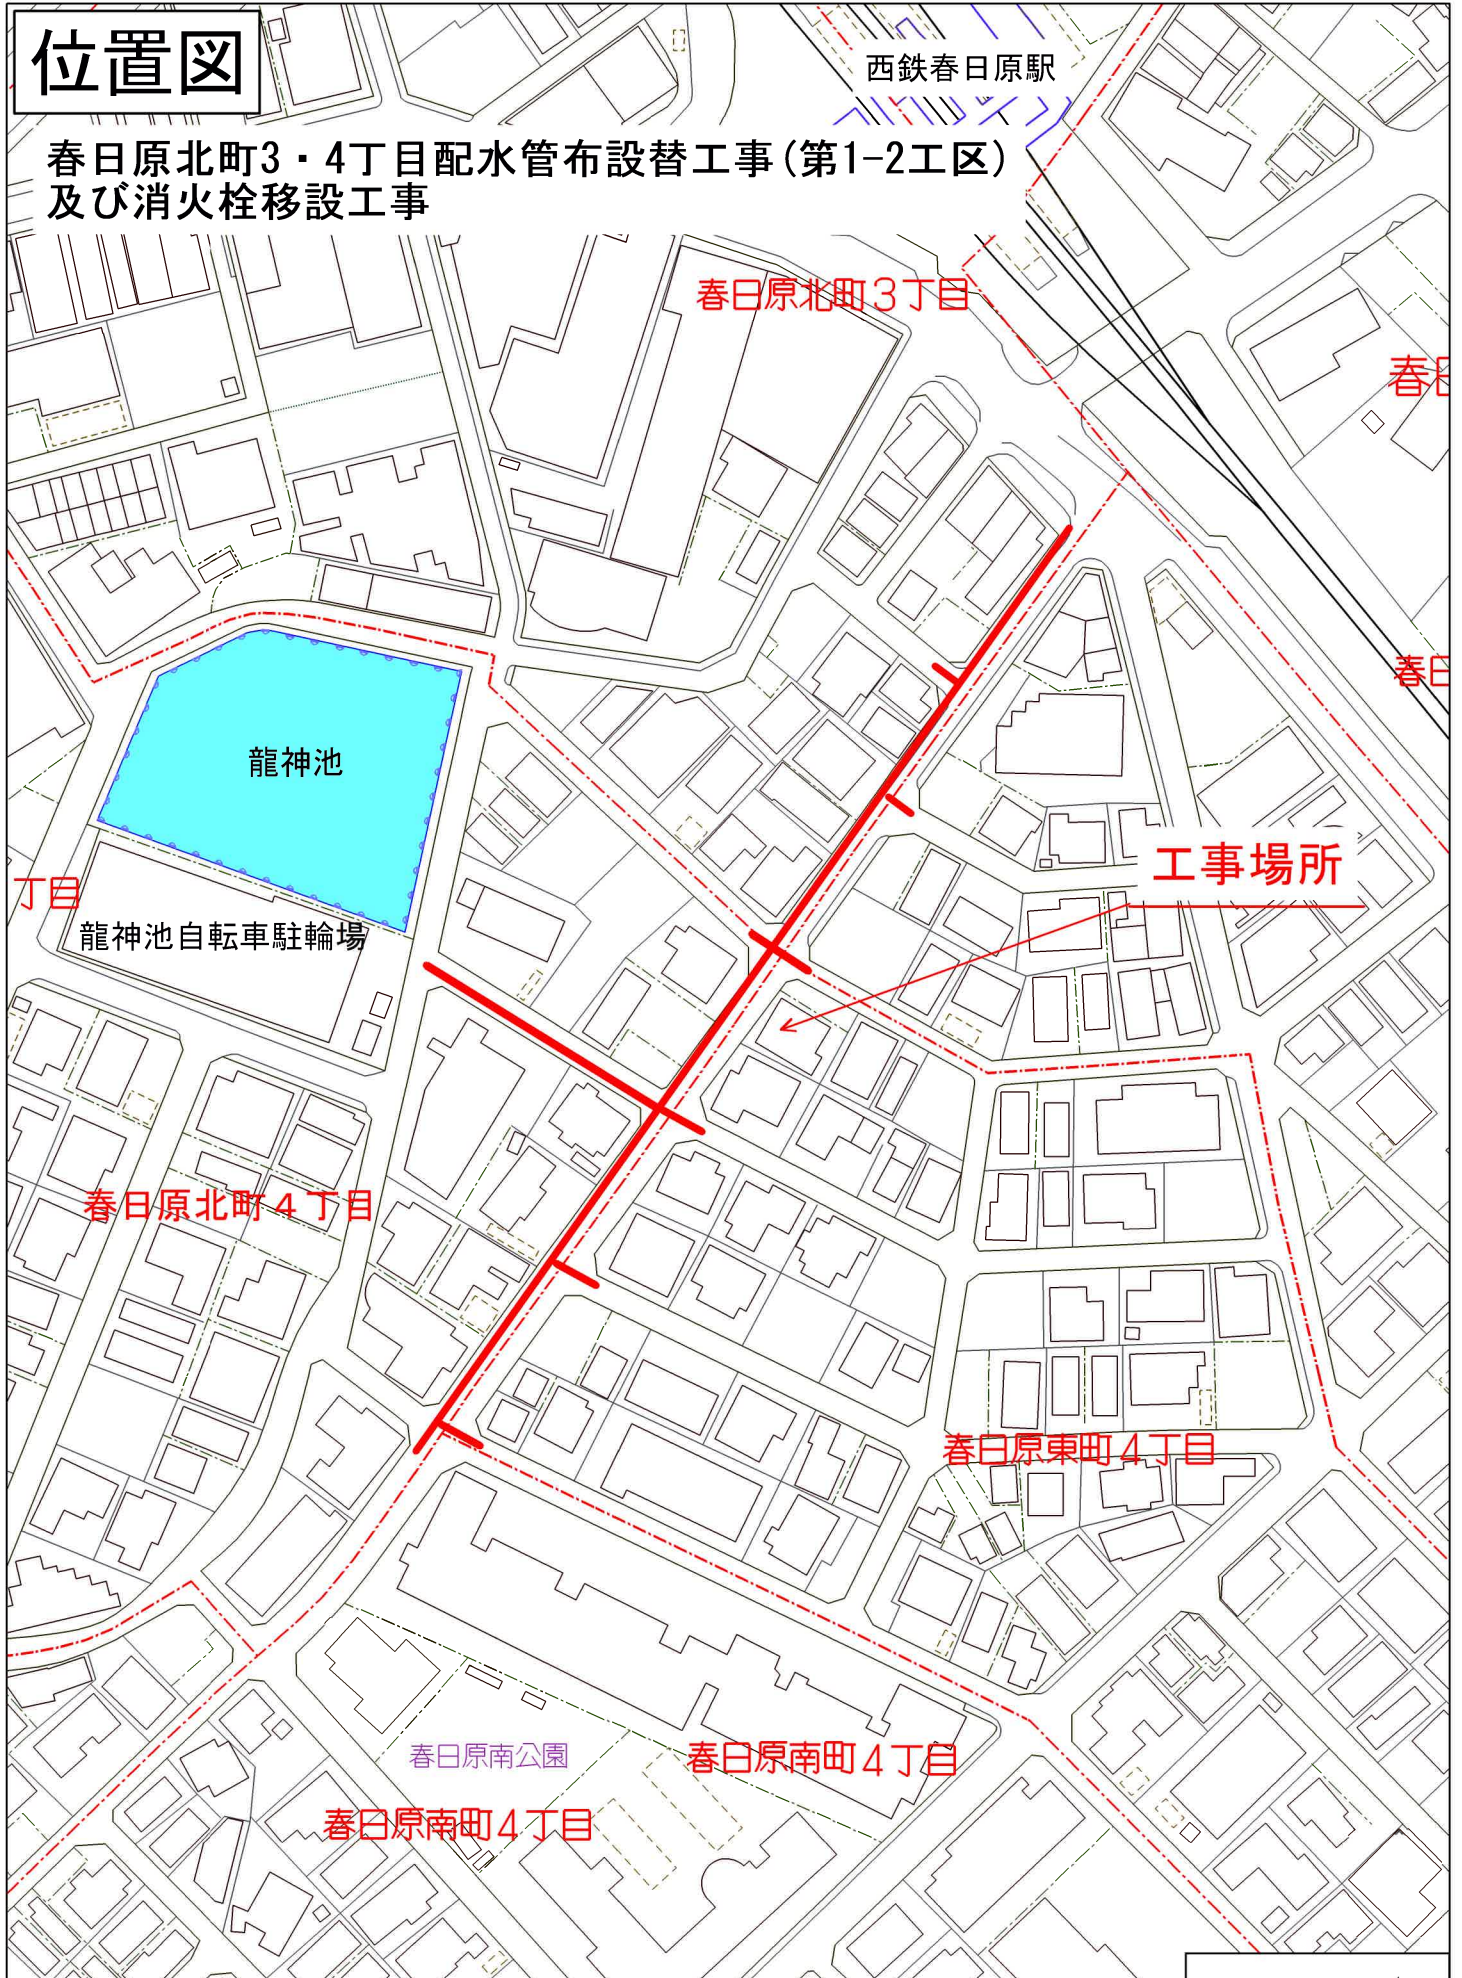 位置図
西鉄春日原駅
春日原北町3・4丁目配水管布設替工事(第1-2工区)
及び消火栓移設工事
春日原北町3丁目
春日
春日
龍神池
工事場所
丁目
龍神池自転車駐輪場
春日原北町4丁目
春日原東町4丁目
春日原南公園
春日原南町4丁目
春日原南町4丁目